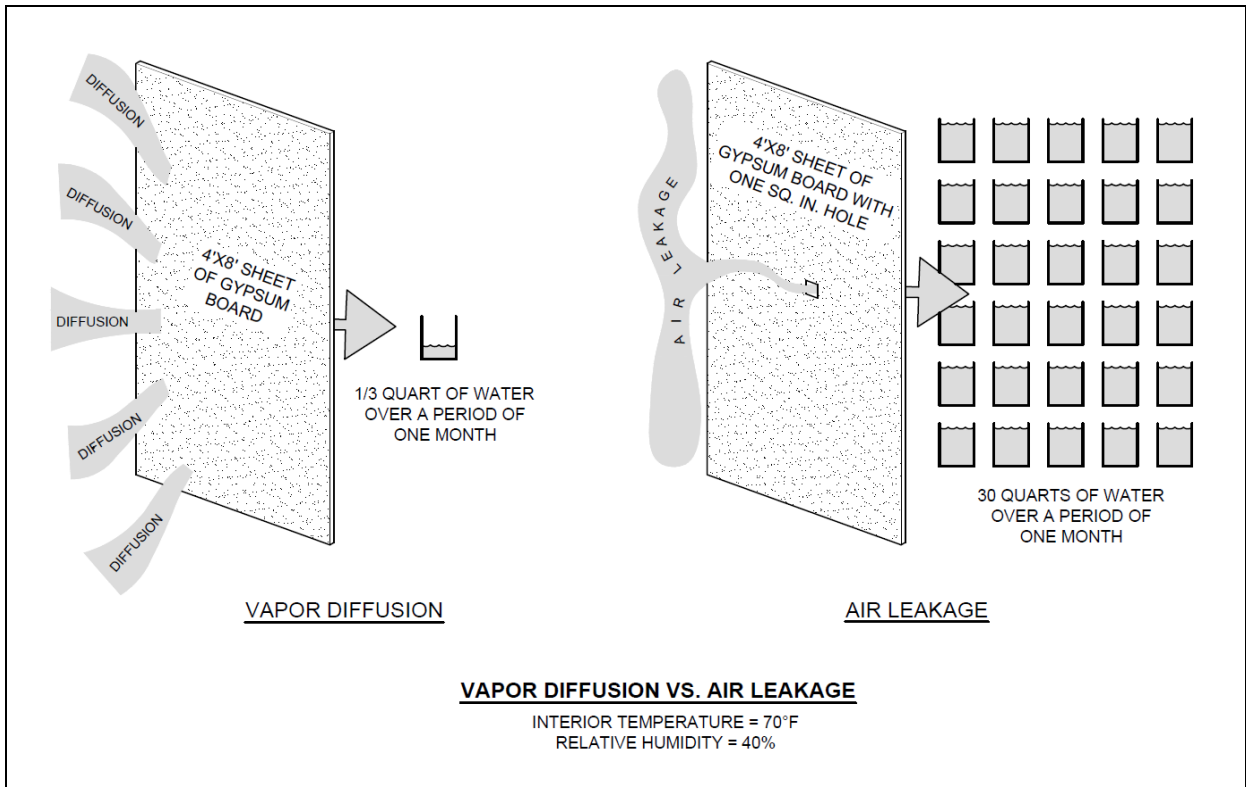 DIFFUSION
DIFFUSION
DIFFUSION
DIFFUSION
DIFFUSION
4'X8' SHEET
OF GYPSUM
BOARD
1/3 QUART OF WATER
OVER A PERIOD OF
ONE MONTH
VAPOR DIFFUSION
AIR LEAKAGE
4'X8' SHEET OF
GYPSUM BOARD WITH
ONE SQ. IN. HOLE
30 QUARTS OF WATER
OVER A PERIOD OF
ONE MONTH
AIR LEAKAGE
VAPOR DIFFUSION VS. AIR LEAKAGE
INTERIOR TEMPERATURE = 70°F
RELATIVE HUMIDITY = 40%